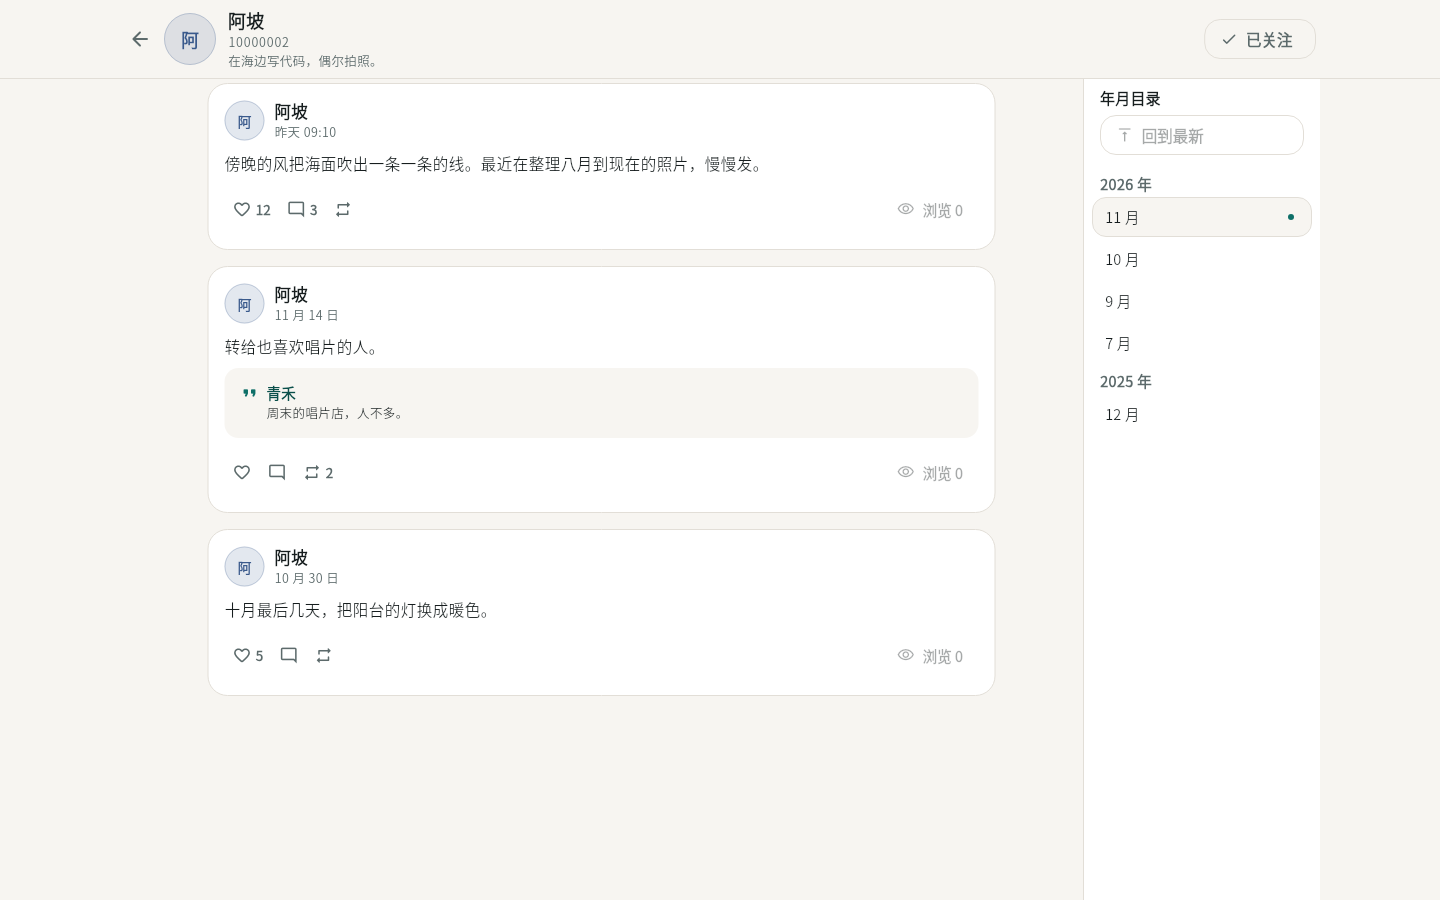 阿
阿坡
10000002
在海边写代码，偶尔拍照。
已关注
阿
阿坡
昨天 09:10
傍晚的风把海面吹出一条一条的线。最近在整理八月到现在的照片，慢慢发。
12
3
浏览 0
阿
阿坡
11 月 14 日
转给也喜欢唱片的人。
青禾
周末的唱片店，人不多。
2
浏览 0
阿
阿坡
10 月 30 日
十月最后几天，把阳台的灯换成暖色。
5
浏览 0
年月目录
回到最新
2026 年
11 月
10 月
9 月
7 月
2025 年
12 月